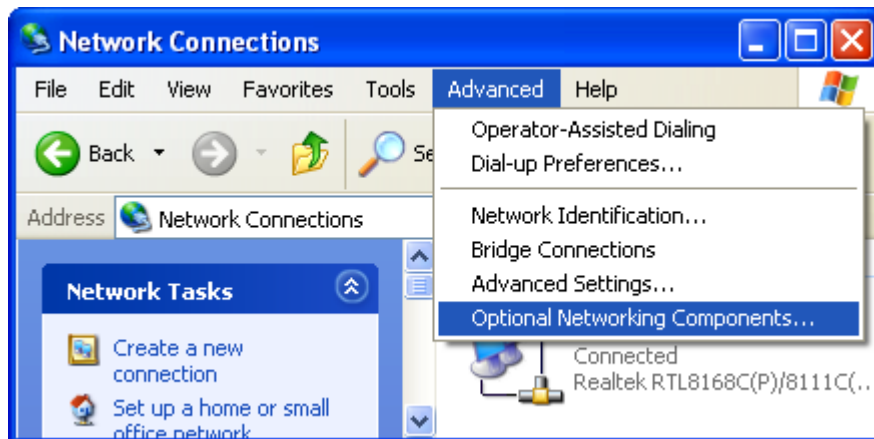 Network Connections
File Edit View Favorites Tools Advanced Help
Back
Operator-Assisted Dialing
Dial-up Preferences...
Network Identification...
Bridge Connections
Advanced Settings...
Optional Networking Components...
Address Network Connections
Network Tasks
Create a new
connection
Set up a home or small
office network
Connected
Realtek RTL8168C(P)/8111C(..